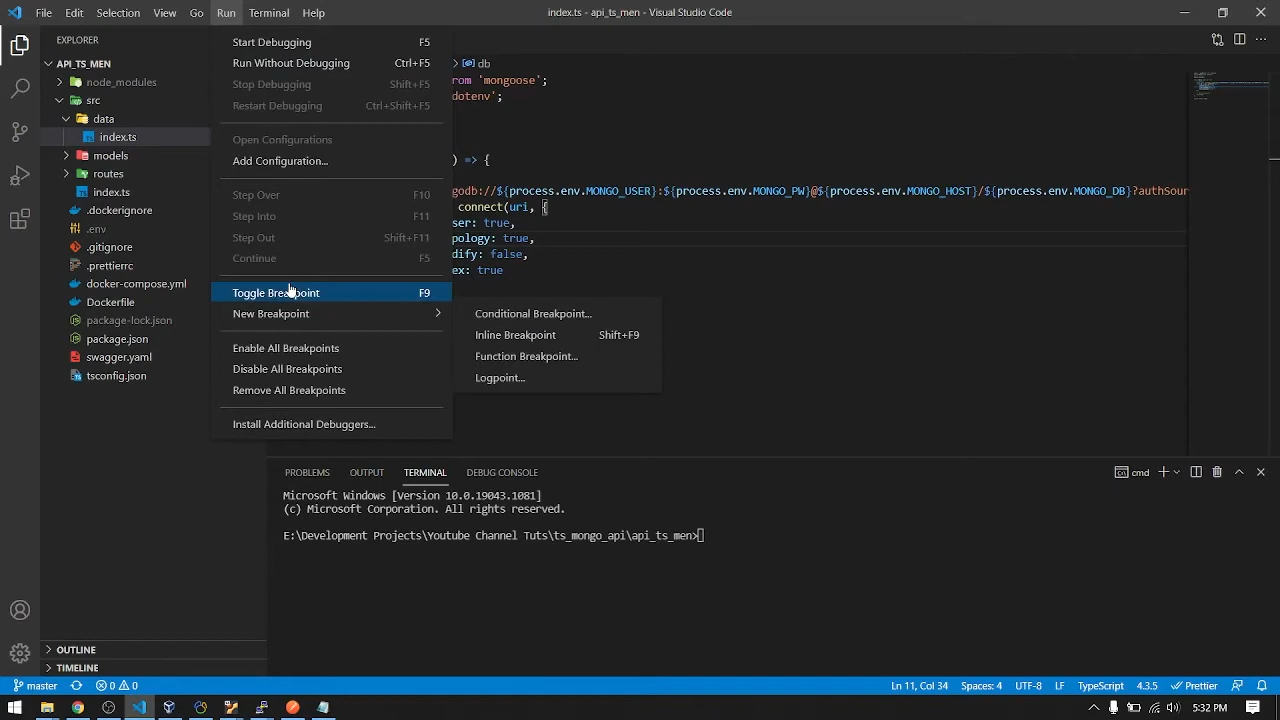 File Edit Selection View Go Run Terminal Help
index.ts - api_ts_men - Visual Studio Code
EXPLORER
API_TS_MEN
node_modules
src
data
index.ts
models
routes
index.ts
.dockerignore
.env
.gitignore
.prettierrc
docker-compose.yml
Dockerfile
package-lock.json
package.json
swagger.yaml
tsconfig.json
OUTLINE
TIMELINE
Start Debugging F5
Run Without Debugging Ctrl+F5
Stop Debugging Shift+F5
Restart Debugging Ctrl+Shift+F5
Open Configurations
Add Configuration...
Step Over F10
Step Into F11
Step Out Shift+F11
Continue F5
Toggle Breakpoint F9
New Breakpoint
Enable All Breakpoints
Disable All Breakpoints
Remove All Breakpoints
Install Additional Debuggers...
Conditional Breakpoint...
Inline Breakpoint Shift+F9
Function Breakpoint...
Logpoint...
> db
from 'mongoose';
dotenv';
) => {
ngodb://${process.env.MONGO_USER}:${process.env.MONGO_PW}@${process.env.MONGO_HOST}/${process.env.MONGO_DB}?authSour
connect(uri, {
ser: true,
pology: true,
dify: false,
ex: true
PROBLEMS OUTPUT TERMINAL DEBUG CONSOLE
cmd
Microsoft Windows [Version 10.0.19043.1081]
(c) Microsoft Corporation. All rights reserved.
E:\Development Projects\Youtube Channel Tuts\ts_mongo_api\api_ts_men>
master 0 0
Ln 11, Col 34 Spaces: 4 UTF-8 LF TypeScript 4.3.5 Prettier
5:32 PM